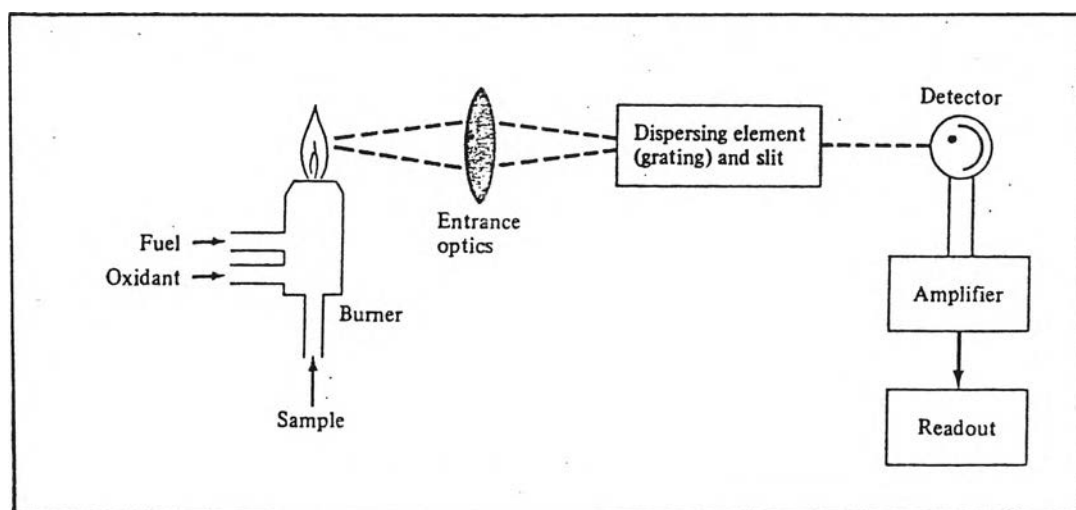 Detector
Dispersing element
(grating) and slit
Entrance
optics
Fuel
Oxidant
Burner
Amplifier
Sample
Readout